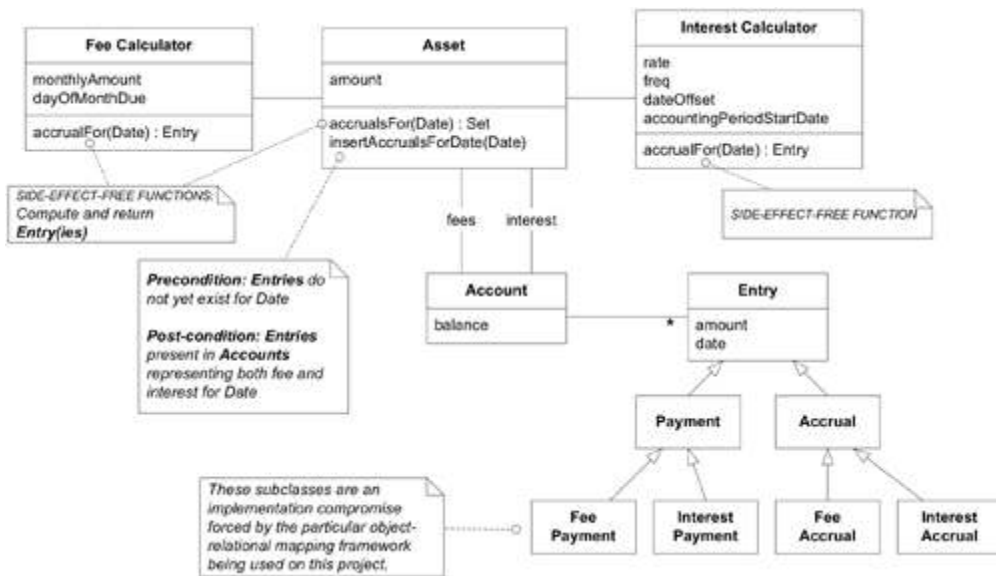 Fee Calculator
monthlyAmount
dayOfMonthDue
accrualFor(Date) : Entry
Asset
amount
accrualsFor(Date) : Set
insertAccrualsForDate(Date)
Interest Calculator
rate
freq
dateOffset
accountingPeriodStartDate
accrualFor(Date) : Entry
SIDE-EFFECT-FREE FUNCTIONS:
Compute and return
Entry(ies)
fees
interest
SIDE-EFFECT-FREE FUNCTION
Precondition: Entries do
not yet exist for Date
Post-condition: Entries
present in Accounts
representing both fee and
interest for Date
Account
balance
*
Entry
amount
date
Payment
Accrual
These subclasses are an
implementation compromise
forced by the particular object-
relational mapping framework
being used on this project.
Fee
Payment
Interest
Payment
Fee
Accrual
Interest
Accrual